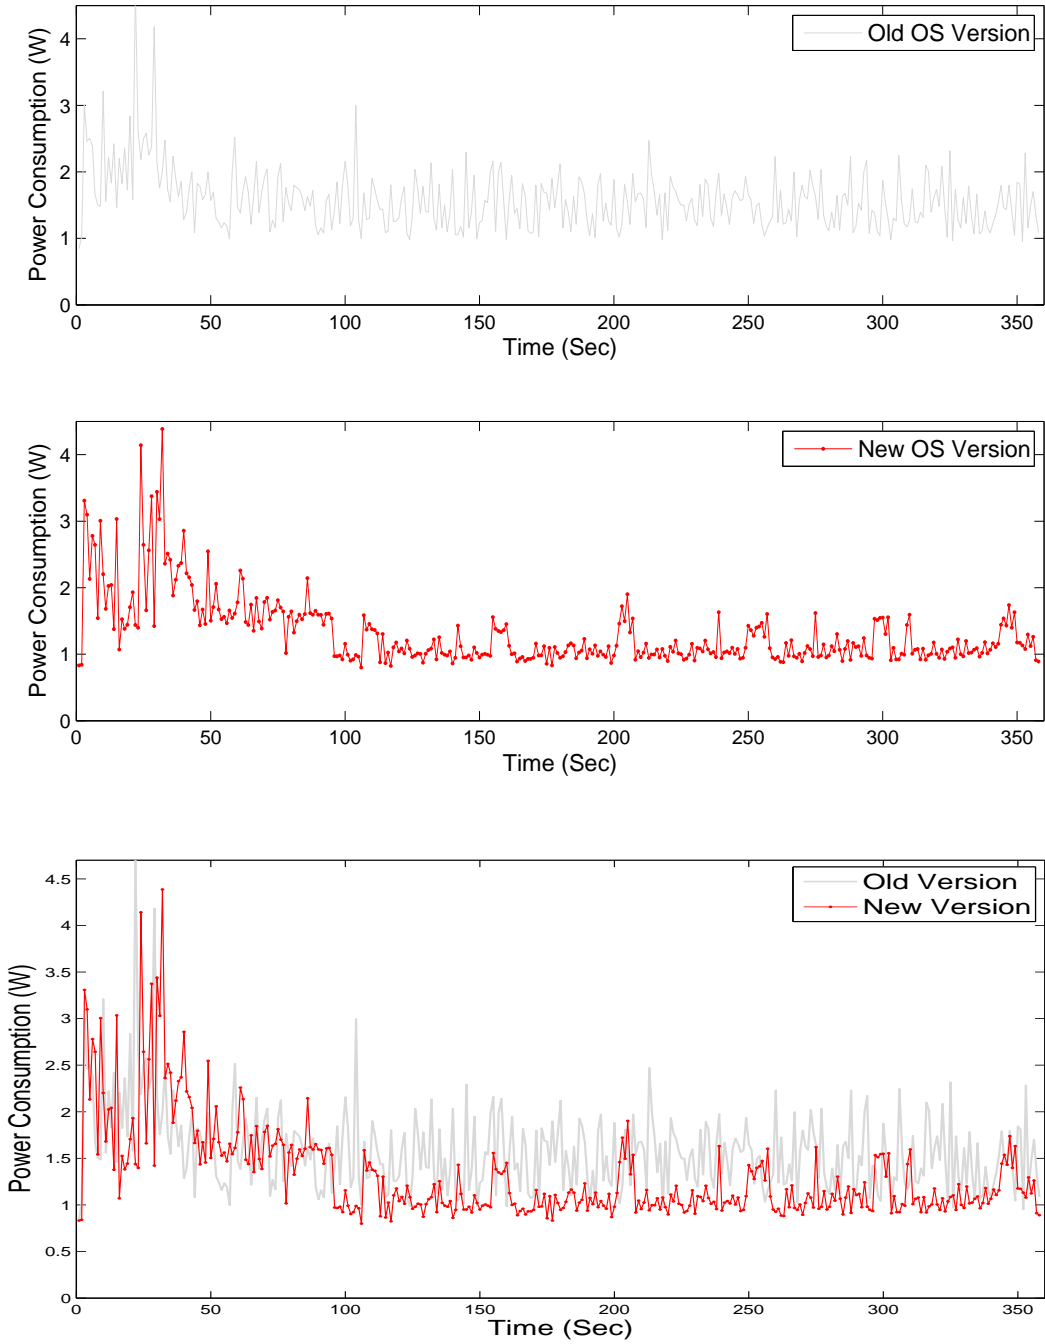 Old OS Version
Power Consumption (W)
4
3
2
1
0
0 50 100 150 200 250 300 350
Time (Sec)
New OS Version
Power Consumption (W)
4
3
2
1
0
0 50 100 150 200 250 300 350
Time (Sec)
Old Version
New Version
Power Consumption (W)
4.5
4
3.5
3
2.5
2
1.5
1
0.5
0
0 50 100 150 200 250 300 350
Time (Sec)